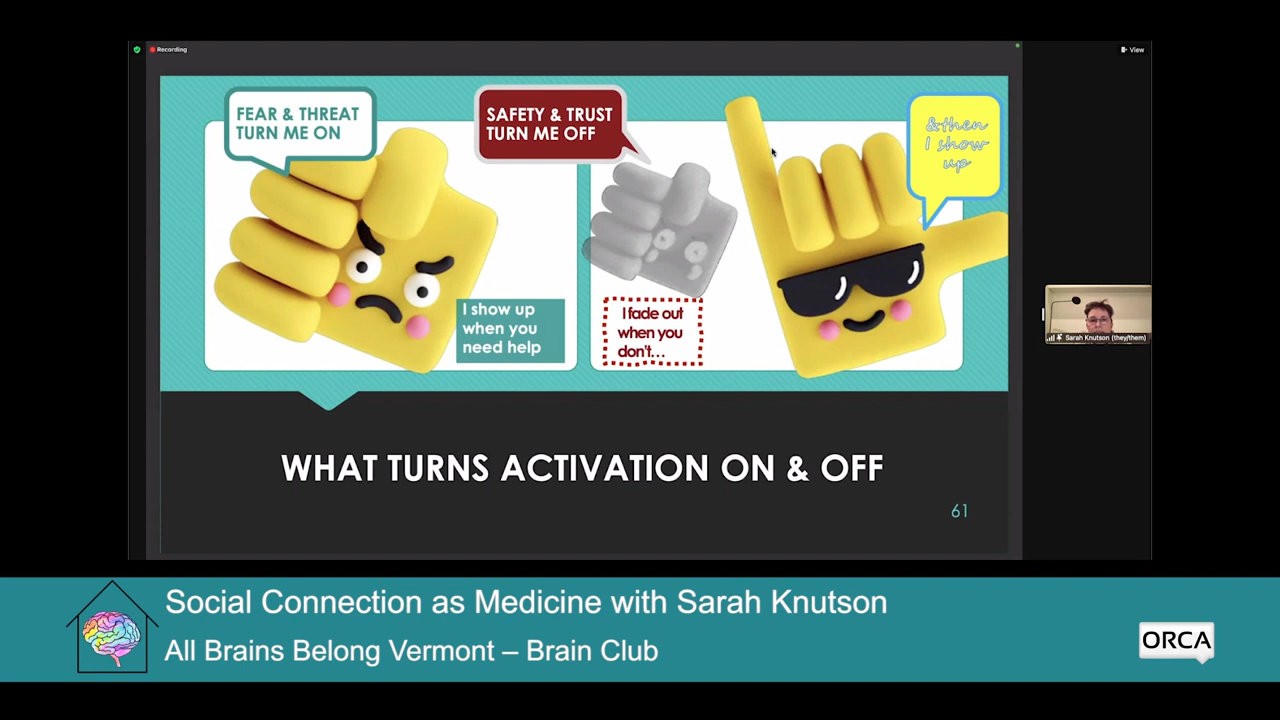 Recording
View
FEAR & THREAT
TURN ME ON
SAFETY & TRUST
TURN ME OFF
&then
I show
up
I show up
when you
need help
I fade out
when you
don't...
Sarah Knutson (they/them)
WHAT TURNS ACTIVATION ON & OFF
61
Social Connection as Medicine with Sarah Knutson
All Brains Belong Vermont – Brain Club
ORCA